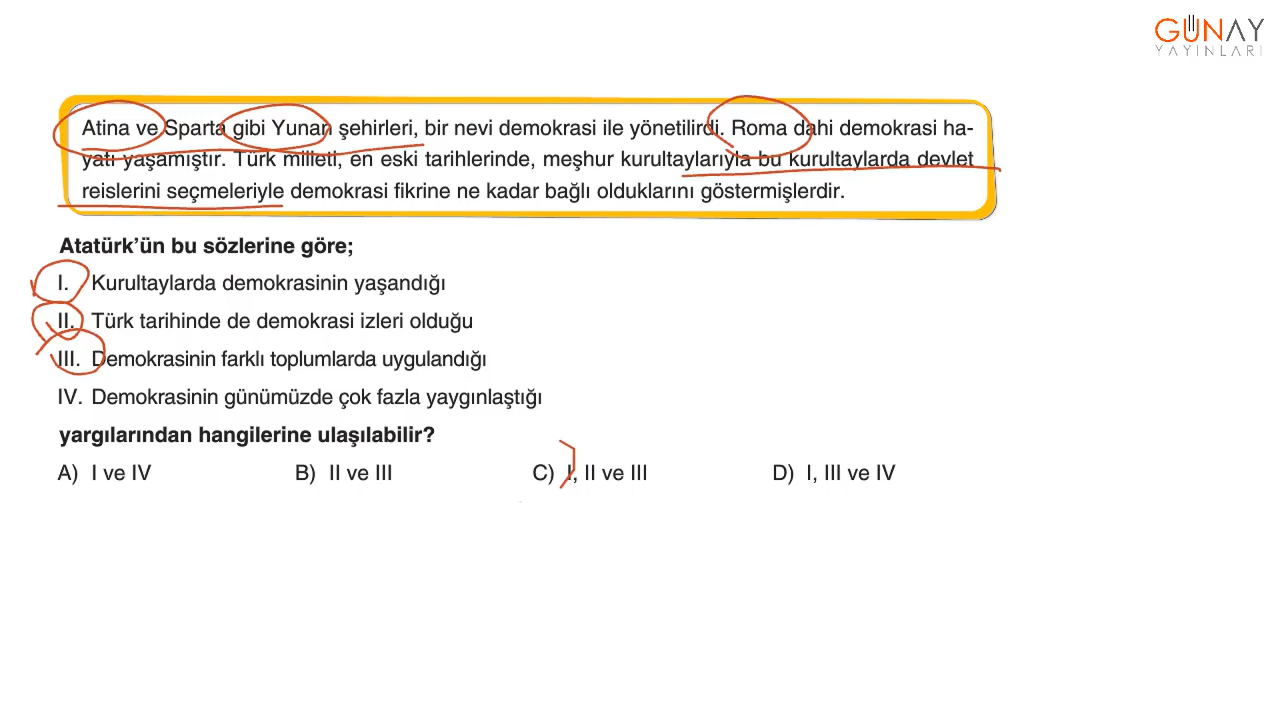 GÜNAY
YAYINLARI
Atina ve Sparta gibi Yunan şehirleri, bir nevi demokrasi ile yönetilirdi. Roma dahi demokrasi ha-
yatı yaşamıştır. Türk milleti, en eski tarihlerinde, meşhur kurultaylarıyla bu kurultaylarda devlet
reislerini seçmeleriyle demokrasi fikrine ne kadar bağlı olduklarını göstermişlerdir.
Atatürk'ün bu sözlerine göre;
I. Kurultaylarda demokrasinin yaşandığı
II. Türk tarihinde de demokrasi izleri olduğu
III. Demokrasinin farklı toplumlarda uygulandığı
IV. Demokrasinin günümüzde çok fazla yaygınlaştığı
yargılarından hangilerine ulaşılabilir?
A) I ve IV B) II ve III C) I, II ve III D) I, III ve IV